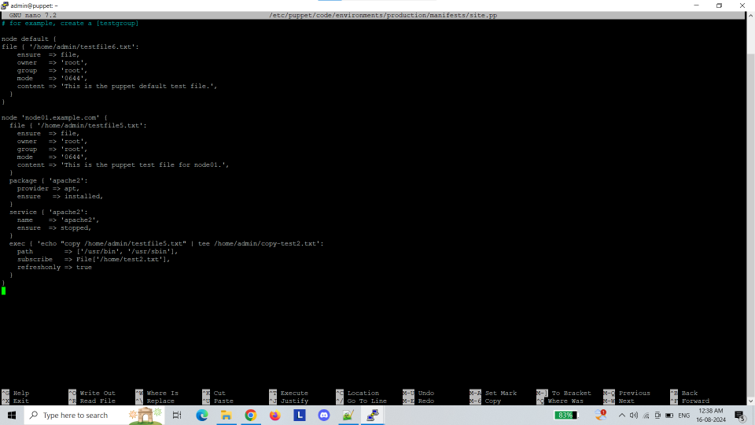 admin@puppet: ~
GNU nano 7.2 /etc/puppet/code/environments/production/manifests/site.pp
# for example, create a [testgroup]
node default {
file { '/home/admin/testfile6.txt':
ensure => file,
owner => 'root',
group => 'root',
mode => '0644',
content => 'This is the puppet default test file.',
}
}
node 'node01.example.com' {
file { '/home/admin/testfile5.txt':
ensure => file,
owner => 'root',
group => 'root',
mode => '0644',
content => 'This is the puppet test file for node01.',
}
package { 'apache2':
provider => apt,
ensure => installed,
}
service { 'apache2':
name => 'apache2',
ensure => stopped,
}
exec { 'echo "copy /home/admin/testfile5.txt" | tee /home/admin/copy-test2.txt':
path => ['/usr/bin', '/usr/sbin'],
subscribe => File['/home/test2.txt'],
refreshonly => true
}
}
^G Help ^O Write Out ^W Where Is ^K Cut ^T Execute ^C Location M-U Undo M-A Set Mark M-] To Bracket M-Q Previous ^B Back
^X Exit ^R Read File ^\ Replace ^U Paste ^J Justify ^/ Go To Line M-E Redo M-6 Copy ^Q Where Was M-W Next ^F Forward
Type here to search
L
83%
ENG
12:38 AM
16-08-2024